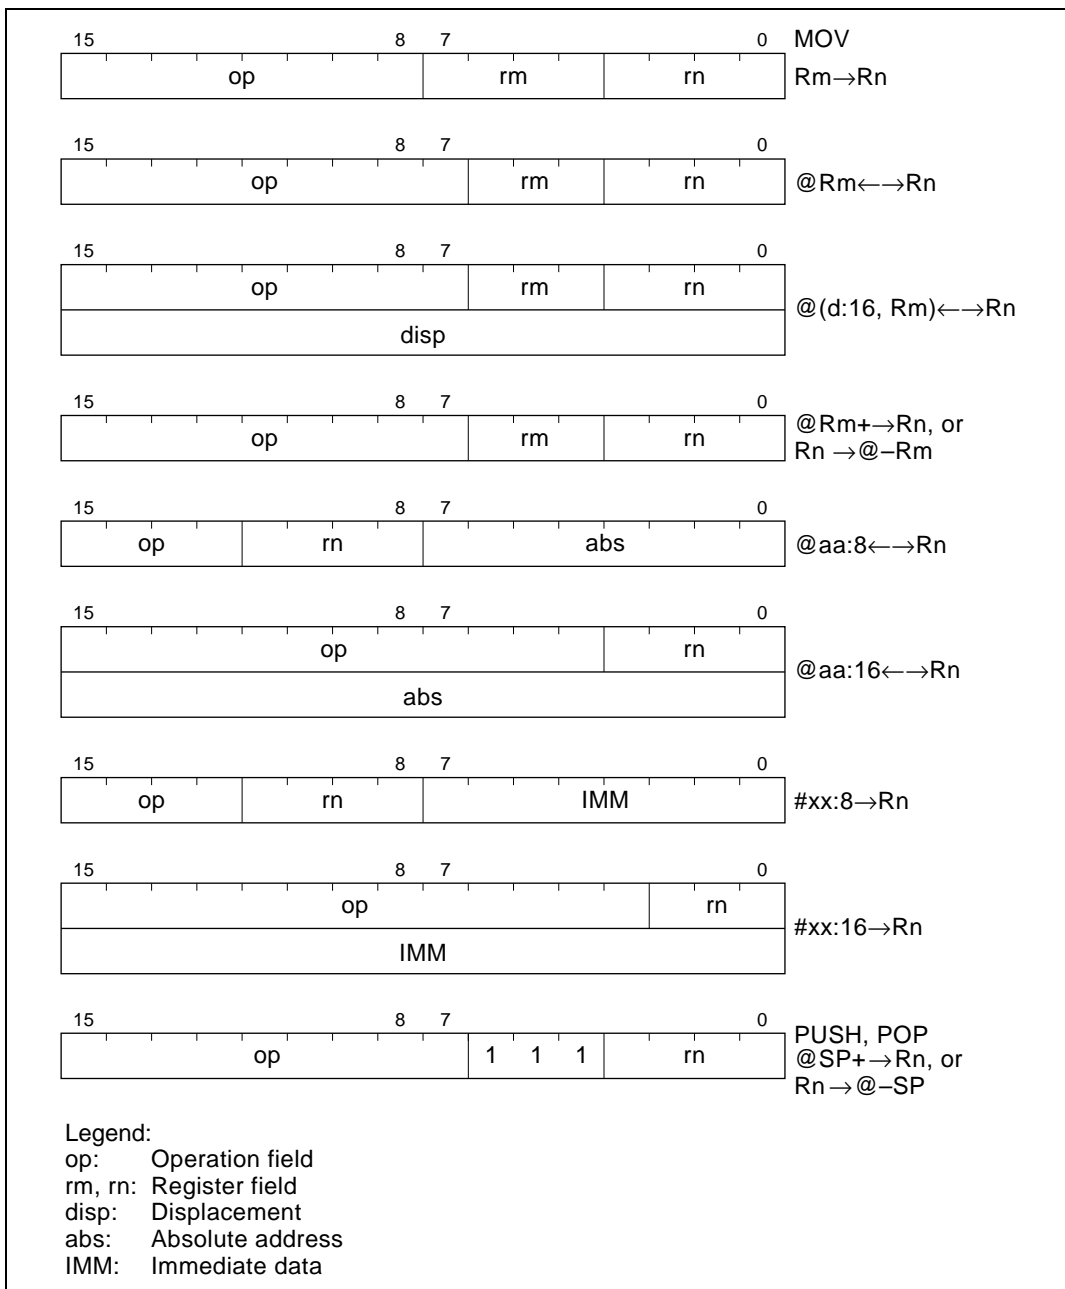 15 8 7 0 MOV
op rm rn Rm→Rn
15 8 7 0
op rm rn @Rm←→Rn
15 8 7 0
op rm rn
@(d:16, Rm)←→Rn
disp
15 8 7 0
@Rm+→Rn, or
op rm rn
Rn →@–Rm
15 8 7 0
op rn abs @aa:8←→Rn
15 8 7 0
op rn
@aa:16←→Rn
abs
15 8 7 0
op rn IMM #xx:8→Rn
15 8 7 0
op rn
#xx:16→Rn
IMM
15 8 7 0
PUSH, POP
op 1 1 1 rn @SP+→Rn, or
Rn→@–SP
Legend:
op: Operation field
rm, rn: Register field
disp: Displacement
abs: Absolute address
IMM: Immediate data